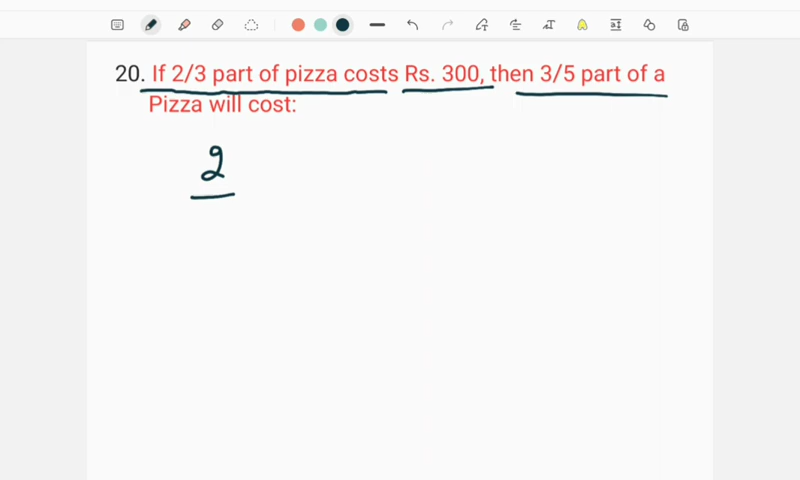 20. If 2/3 part of pizza costs Rs. 300, then 3/5 part of a
Pizza will cost:
2